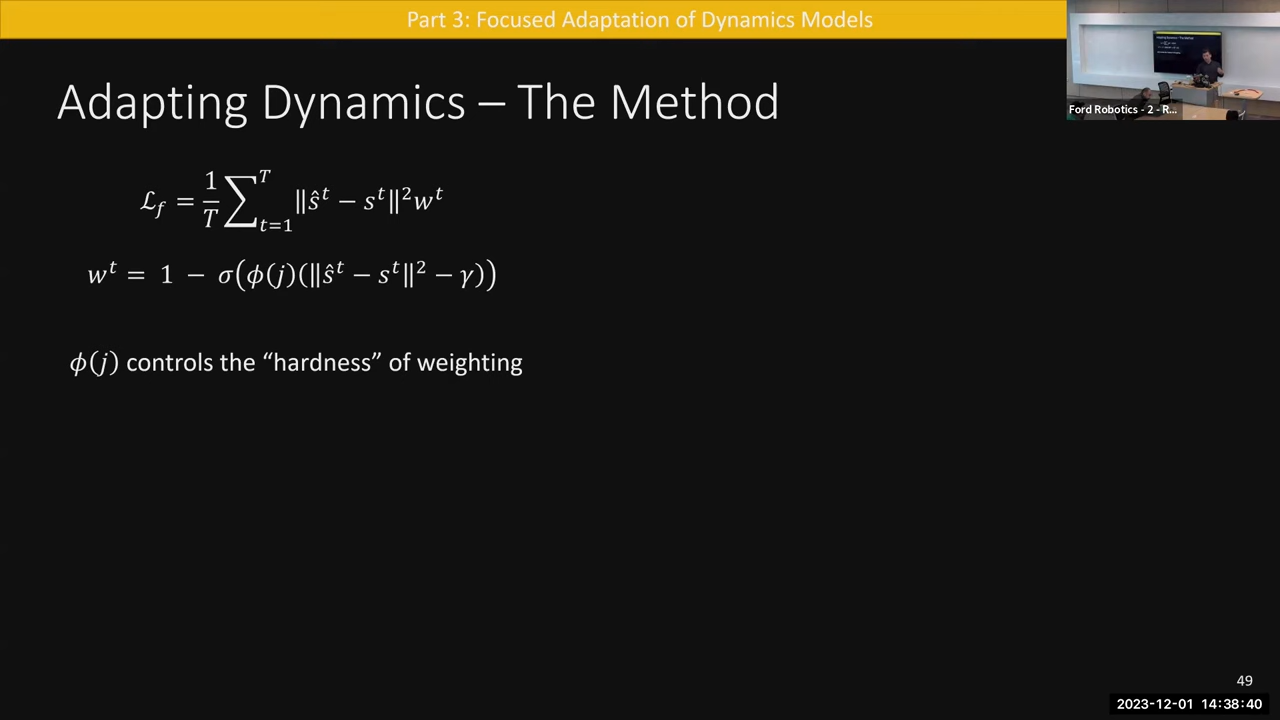 Part 3: Focused Adaptation of Dynamics Models
Adapting Dynamics – The Method
ℒ_f = 1/T ∑_{t=1}^{T} ‖ŝ^t − s^t‖² w^t
w^t = 1 − σ(ϕ(j)(‖ŝ^t − s^t‖² − γ))
ϕ(j) controls the “hardness” of weighting
Ford Robotics - 2 - R...
49
2023-12-01 14:38:40